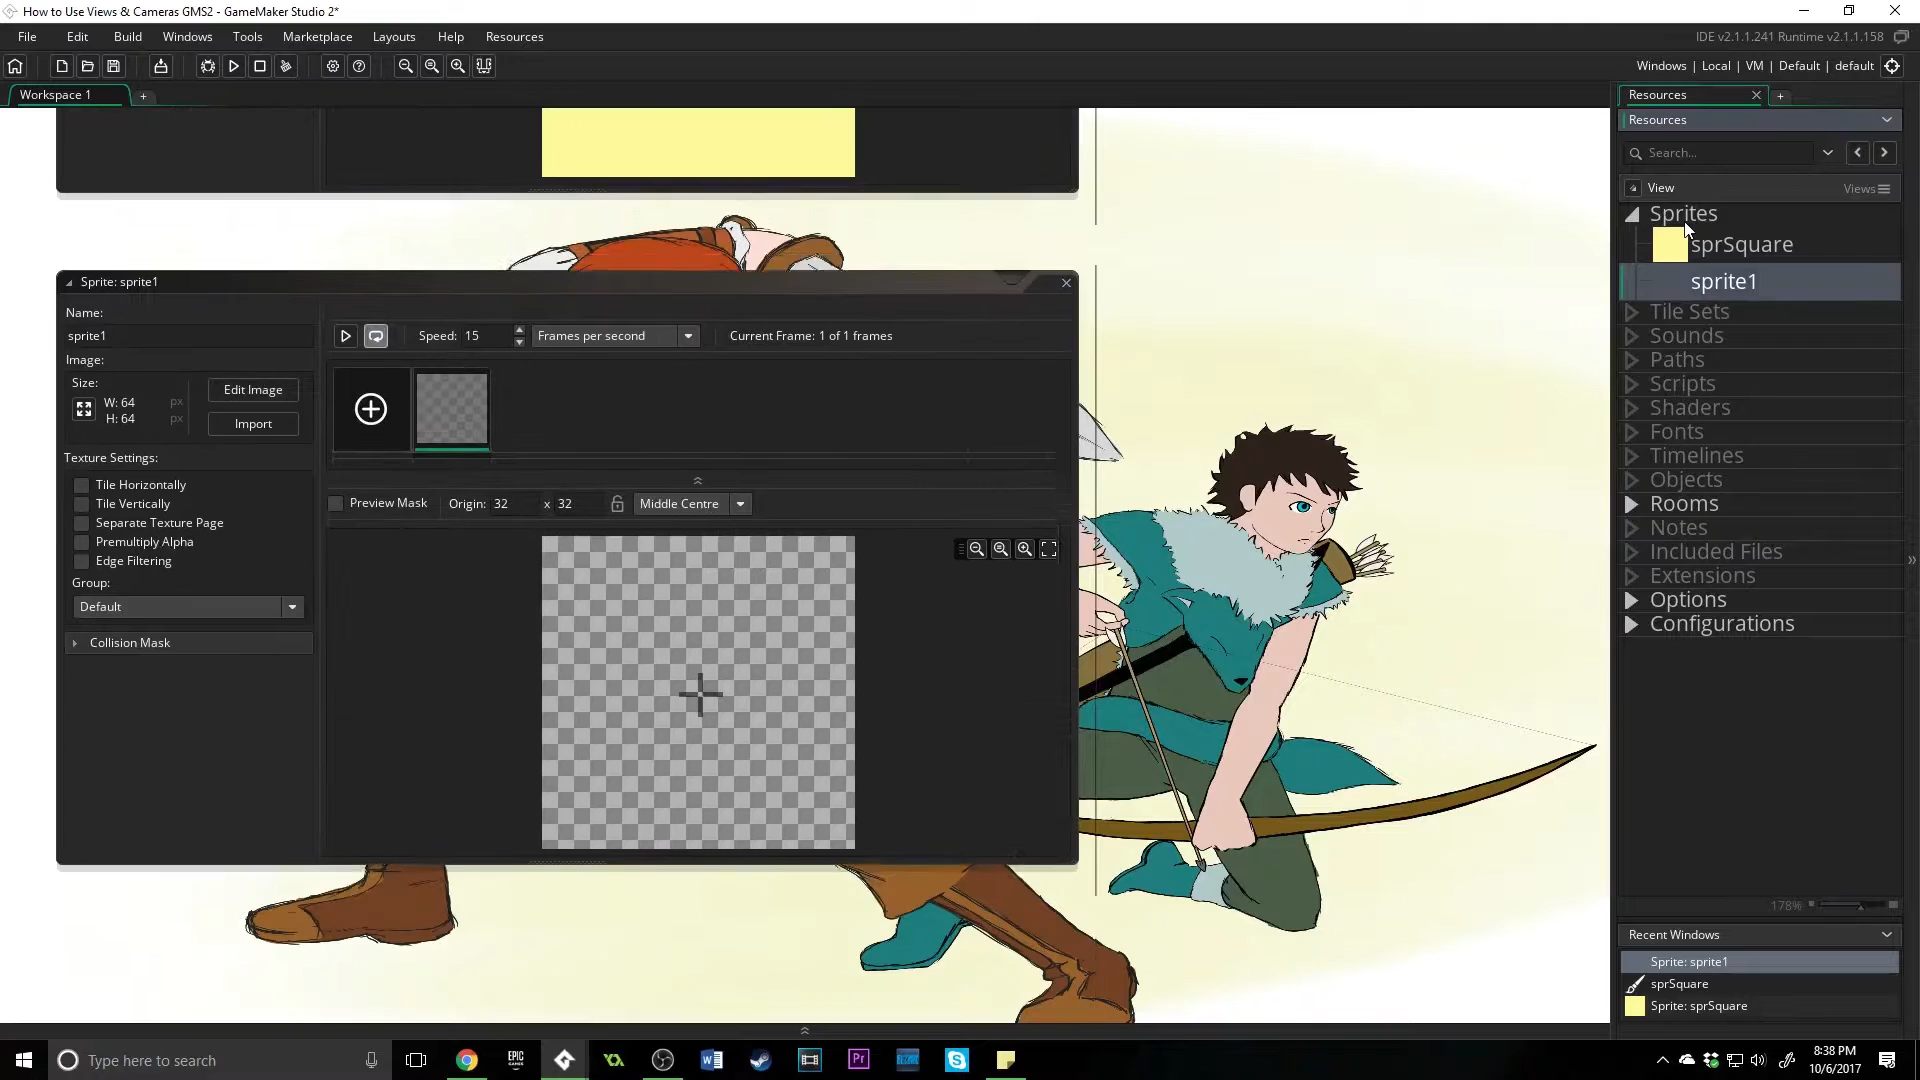 How to Use Views & Cameras GMS2 - GameMaker Studio 2*
File Edit Build Windows Tools Marketplace Layouts Help Resources
IDE v2.1.1.241 Runtime v2.1.1.158
Windows | Local | VM | Default | default
Workspace 1
Resources
Resources
Search...
View
Views
Sprites
sprSquare
sprite1
Tile Sets
Sounds
Paths
Scripts
Shaders
Fonts
Timelines
Objects
Rooms
Notes
Included Files
Extensions
Options
Configurations
178%
Recent Windows
Sprite: sprite1
sprSquare
Sprite: sprSquare
Sprite: sprite1
Name:
sprite1
Image:
Size:
W: 64 px
H: 64 px
Edit Image
Import
Texture Settings:
Tile Horizontally
Tile Vertically
Separate Texture Page
Premultiply Alpha
Edge Filtering
Group:
Default
Collision Mask
Speed: 15
Frames per second
Current Frame: 1 of 1 frames
Preview Mask
Origin: 32 x 32
Middle Centre
Type here to search
EPIC
GAMES
W
Pr
S
8:38 PM
10/6/2017